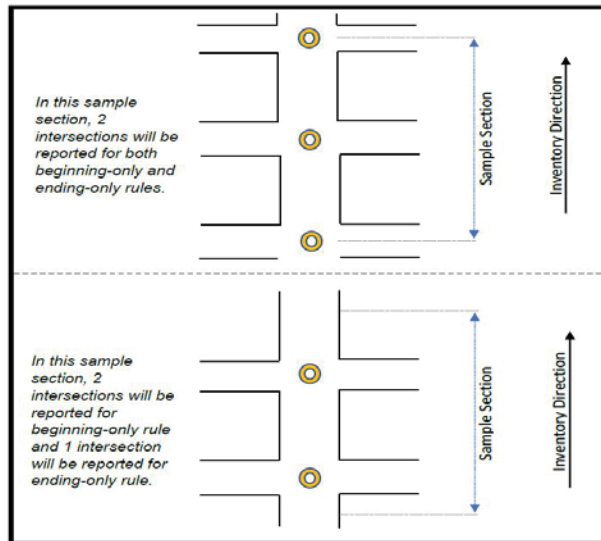 In this sample
section, 2
intersections will be
reported for both
beginning-only and
ending-only rules.
Sample Section
Inventory Direction
In this sample
section, 2
intersections will be
reported for
beginning-only rule
and 1 intersection
will be reported for
ending-only rule.
Sample Section
Inventory Direction